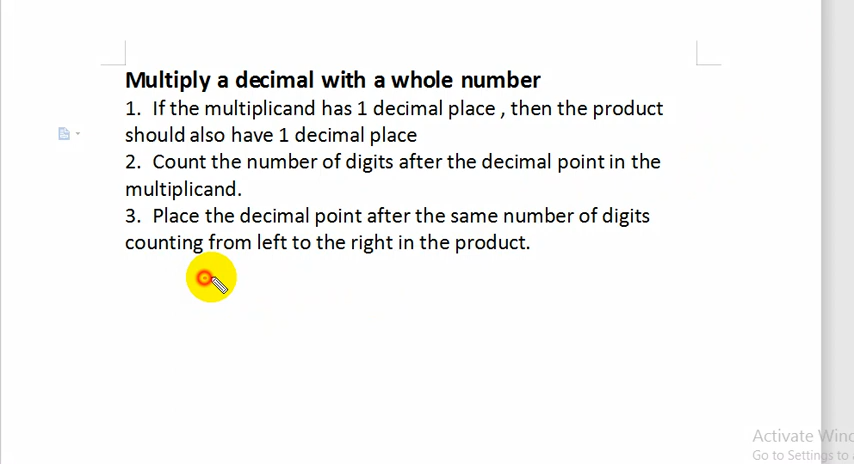 Multiply a decimal with a whole number
1. If the multiplicand has 1 decimal place , then the product
should also have 1 decimal place
2. Count the number of digits after the decimal point in the
multiplicand.
3. Place the decimal point after the same number of digits
counting from left to the right in the product.
Activate Wind
Go to Settings to